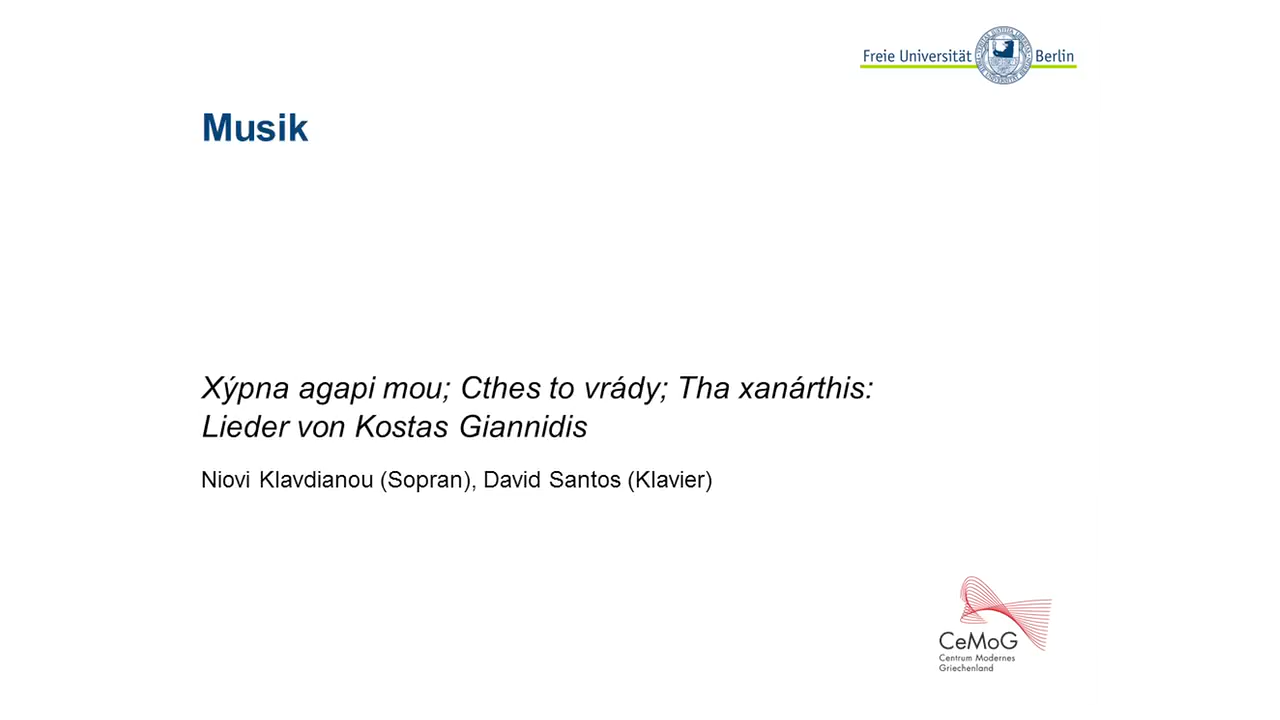 Freie Universität Berlin
Musik
Xýpna agapi mou; Cthes to vrády; Tha xanárthis:
Lieder von Kostas Giannidis
Niovi Klavdianou (Sopran), David Santos (Klavier)
CeMoG
Centrum Modernes
Griechenland